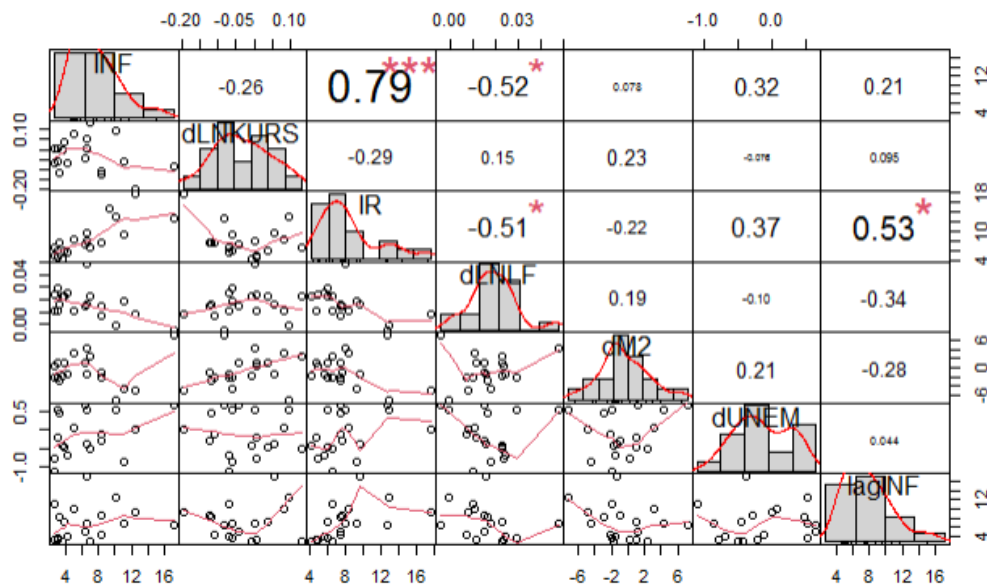 -0.20 -0.05 0.10 0.00 0.03 -1.0 0.0
INF -0.26 0.79 *** -0.52 * 0.078 0.32 0.21 4 12
-0.20 0.10 dLNKURS -0.29 0.15 0.23 -0.076 0.095
IR -0.51 * -0.22 0.37 0.53 * 4 10 18
0.00 0.04 dLNLF 0.19 -0.10 -0.34
dM2 0.21 -0.28 -6 0 6
-1.0 0.5 dUNEM 0.044
lagINF 4 12
4 8 12 16 4 8 12 16 -6 -2 2 6 4 8 12 16